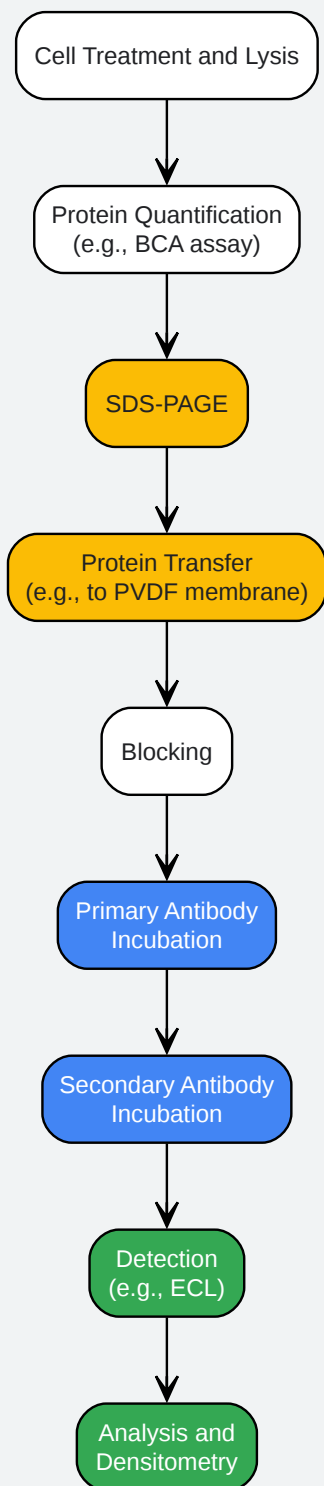 Cell Treatment and Lysis
Protein Quantification
(e.g., BCA assay)
SDS-PAGE
Protein Transfer
(e.g., to PVDF membrane)
Blocking
Primary Antibody
Incubation
Secondary Antibody
Incubation
Detection
(e.g., ECL)
Analysis and
Densitometry